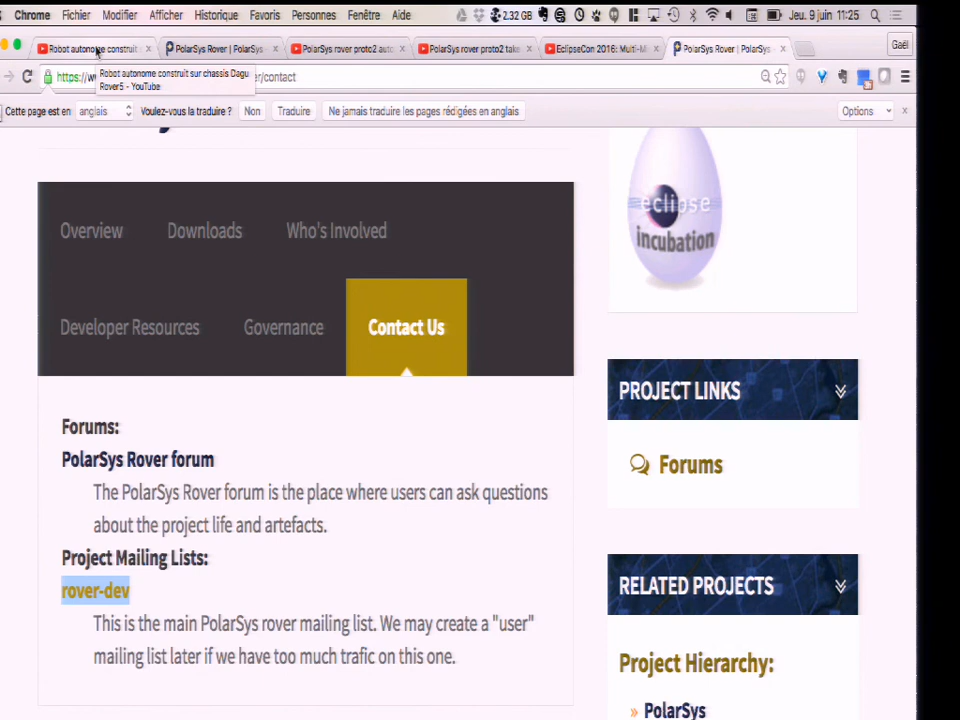 Chrome Fichier Modifier Afficher Historique Favoris Personnes Fenêtre Aide 2.32 GB Jeu. 9 juin 11:25
Robot autonome construit PolarSys Rover | PolarSys PolarSys rover proto2 auto PolarSys rover proto2 take EclipseCon 2016: Multi-M PolarSys Rover | PolarSys Gaël
https://w er/contact
Robot autonome construit sur chassis Dagu
Rover5 - YouTube
Cette page est en anglais Voulez-vous la traduire ? Non Traduire Ne jamais traduire les pages rédigées en anglais Options
Overview Downloads Who's Involved
Developer Resources Governance Contact Us
Forums:
PolarSys Rover forum
The PolarSys Rover forum is the place where users can ask questions
about the project life and artefacts.
Project Mailing Lists:
rover-dev
This is the main PolarSys rover mailing list. We may create a "user"
mailing list later if we have too much trafic on this one.
eclipse
incubation
PROJECT LINKS
Forums
RELATED PROJECTS
Project Hierarchy:
» PolarSys